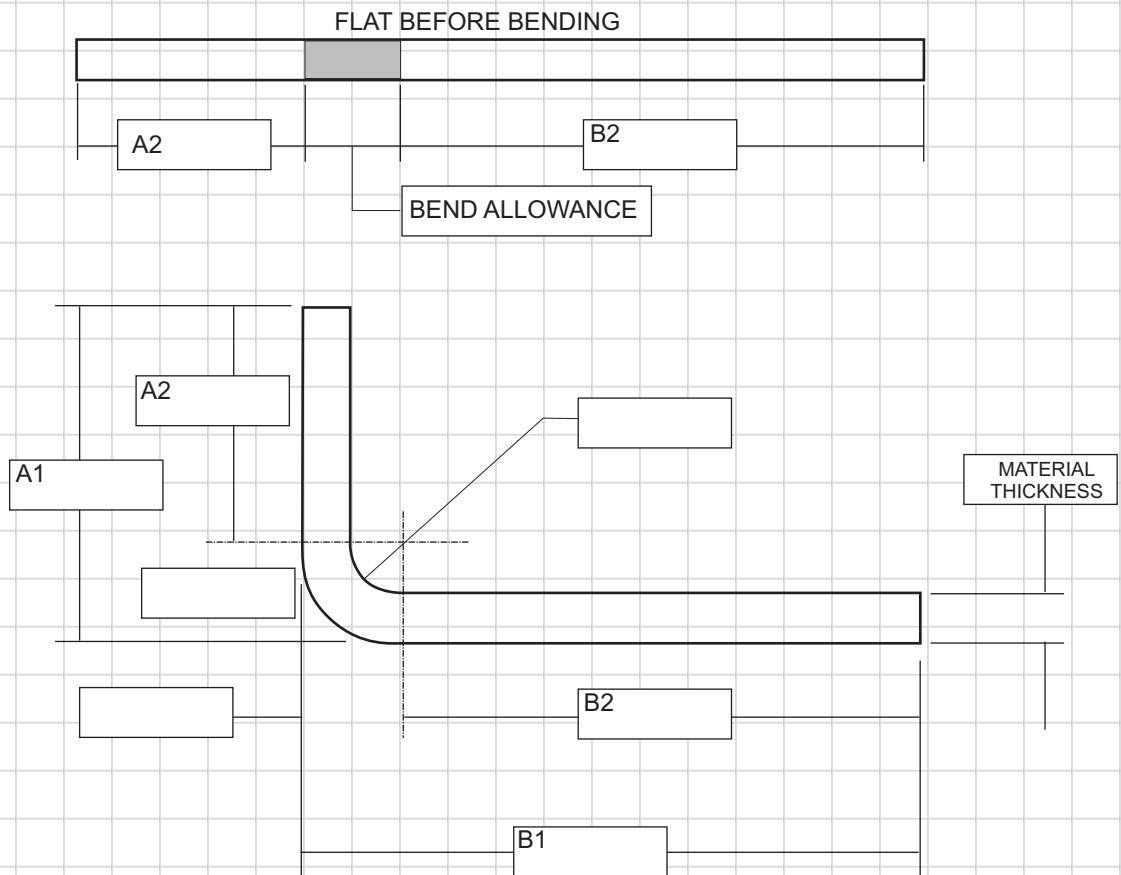 FLAT BEFORE BENDING
A2
B2
BEND ALLOWANCE
A2
A1
MATERIAL
THICKNESS
B2
B1